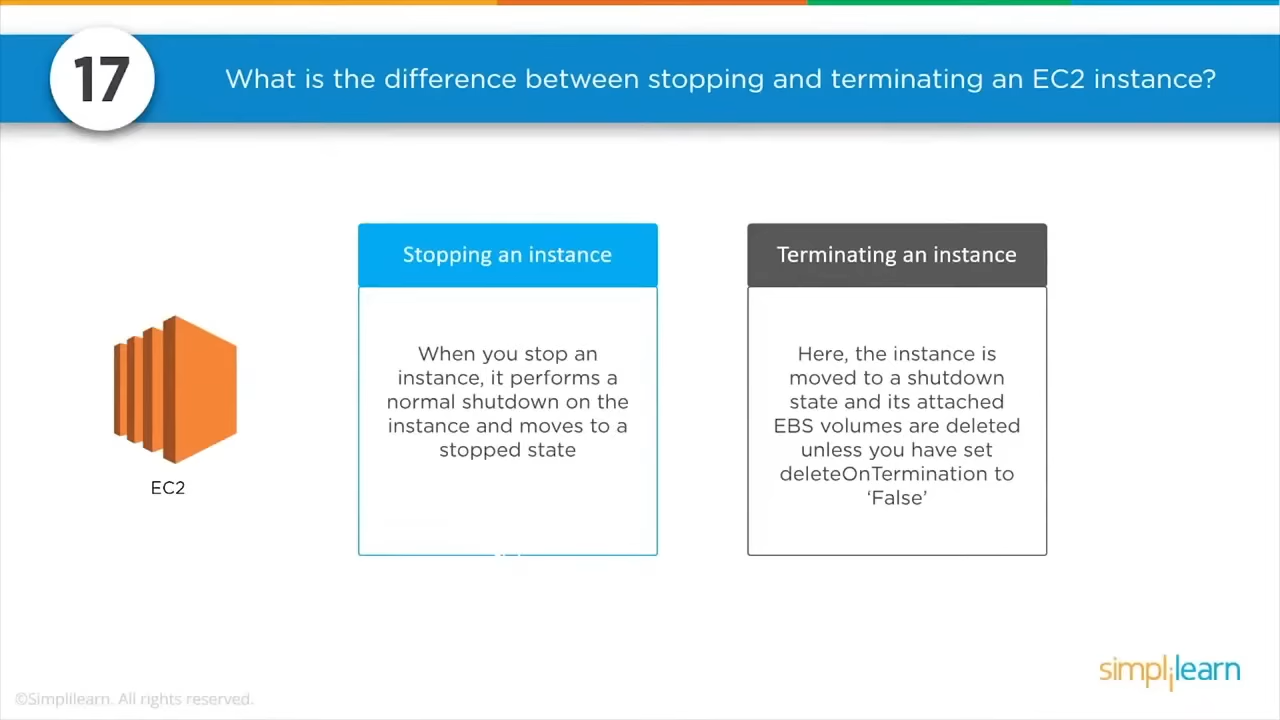 17
What is the difference between stopping and terminating an EC2 instance?
Stopping an instance
When you stop an
instance, it performs a
normal shutdown on the
instance and moves to a
stopped state
Terminating an instance
Here, the instance is
moved to a shutdown
state and its attached
EBS volumes are deleted
unless you have set
deleteOnTermination to
‘False’
EC2
simplilearn
©Simplilearn. All rights reserved.